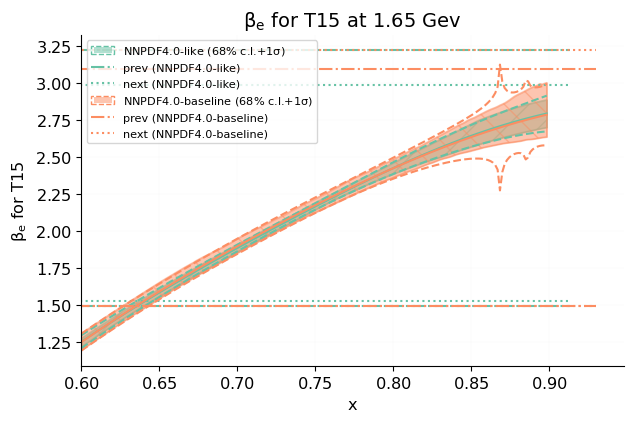 βₑ for T15 at 1.65 Gev
NNPDF4.0-like (68% c.l.+1σ)
prev (NNPDF4.0-like)
next (NNPDF4.0-like)
NNPDF4.0-baseline (68% c.l.+1σ)
prev (NNPDF4.0-baseline)
next (NNPDF4.0-baseline)
βₑ for T15
3.25
3.00
2.75
2.50
2.25
2.00
1.75
1.50
1.25
0.60 0.65 0.70 0.75 0.80 0.85 0.90
x